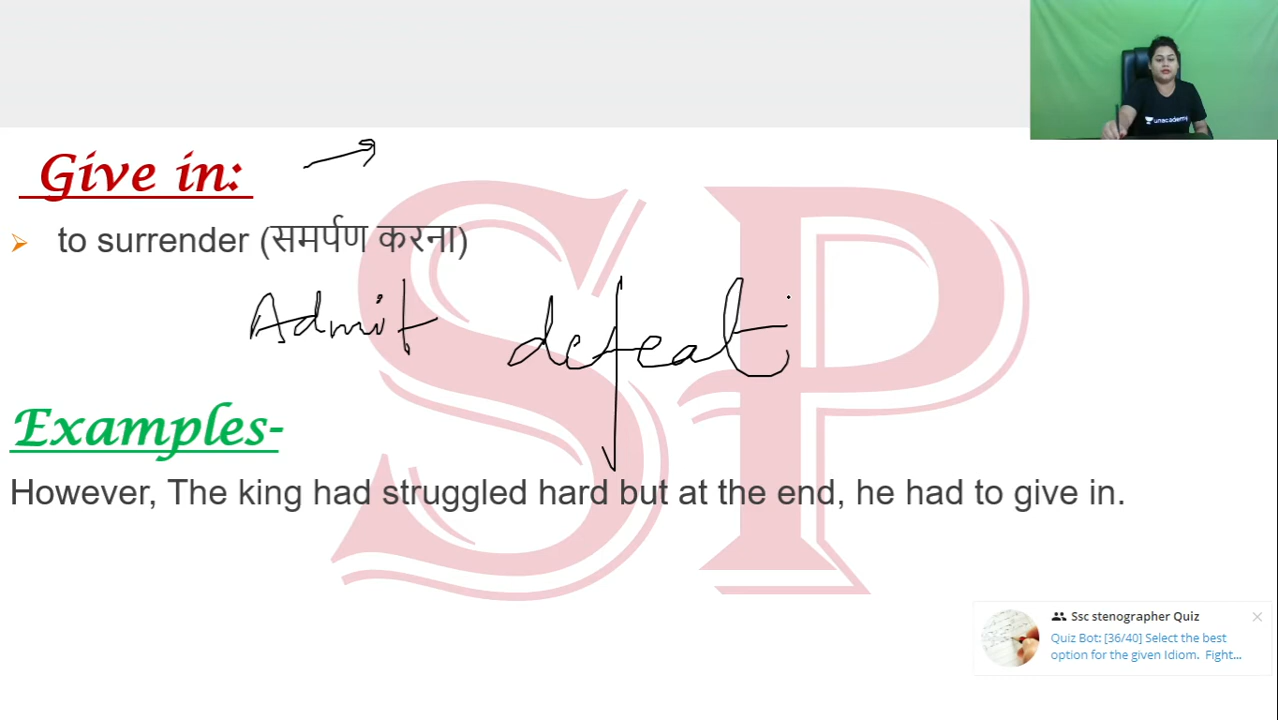 Give in:
unacademy
to surrender (समर्पण करना)
Admit defeat
Examples-
However, The king had struggled hard but at the end, he had to give in.
SP
Ssc stenographer Quiz
Quiz Bot: [36/40] Select the best
option for the given Idiom. Fight...